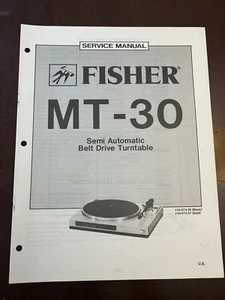 SERVICE MANUAL
FISHER®
MT-30
Semi Automatic
Belt Drive Turntable
U.S.